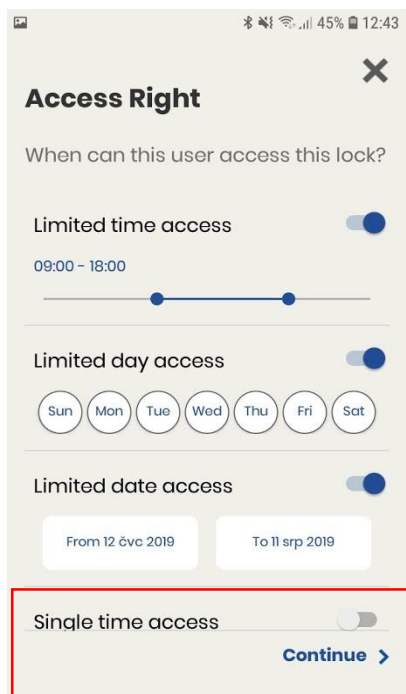 45% 12:43
Access Right
When can this user access this lock?
Limited time access
09:00 - 18:00
Limited day access
Sun Mon Tue Wed Thu Fri Sat
Limited date access
From 12 čvc 2019 To 11 srp 2019
Single time access
Continue >